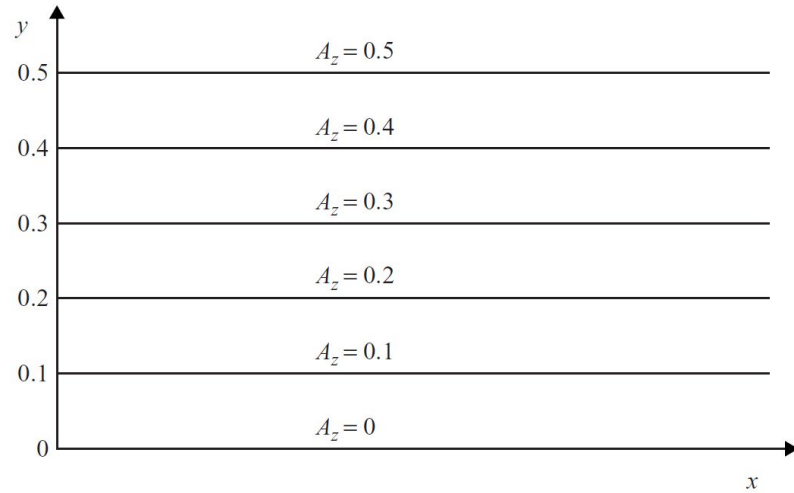 y
A_z = 0.5
0.5
A_z = 0.4
0.4
A_z = 0.3
0.3
A_z = 0.2
0.2
A_z = 0.1
0.1
A_z = 0
0
x